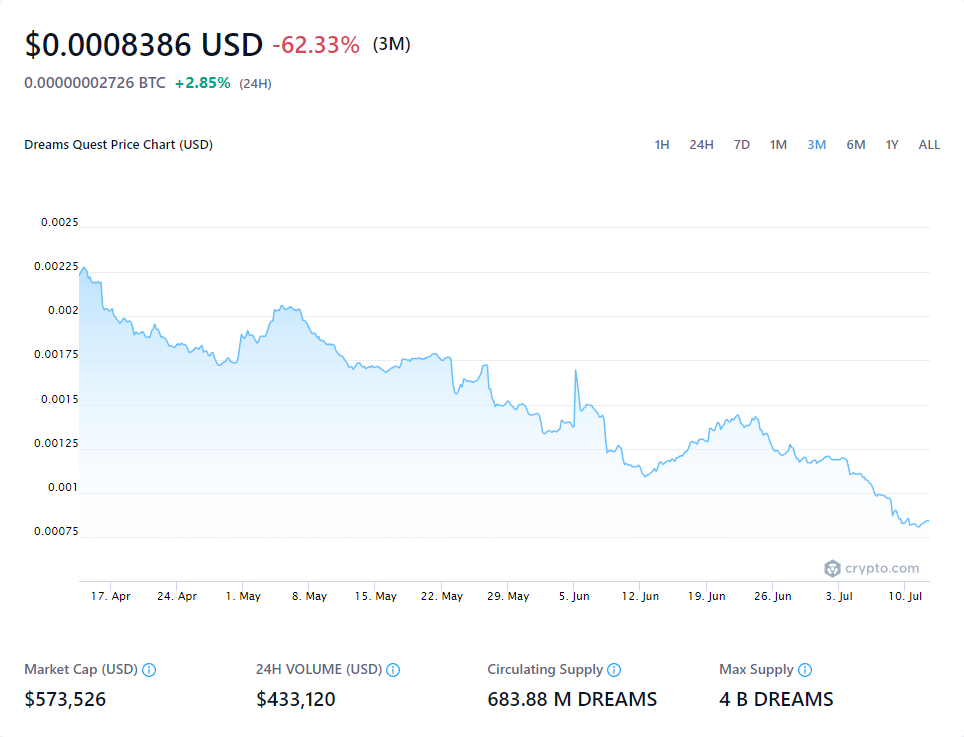 $0.0008386 USD -62.33% (3M)
0.00000002726 BTC +2.85% (24H)
Dreams Quest Price Chart (USD) 1H 24H 7D 1M 3M 6M 1Y ALL
0.0025
0.00225
0.002
0.00175
0.0015
0.00125
0.001
0.00075
crypto.com
17. Apr 24. Apr 1. May 8. May 15. May 22. May 29. May 5. Jun 12. Jun 19. Jun 26. Jun 3. Jul 10. Jul
Market Cap (USD) 24H VOLUME (USD) Circulating Supply Max Supply
$573,526 $433,120 683.88 M DREAMS 4 B DREAMS